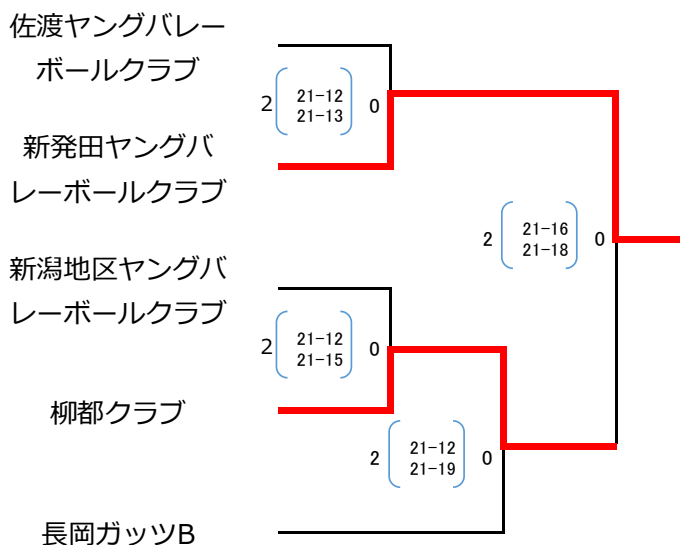 佐渡ヤングバレー
ボールクラブ
2 21-12 0
21-13
新発田ヤングバ
レーボールクラブ
2 21-16 0
21-18
新潟地区ヤングバ
レーボールクラブ
2 21-12 0
21-15
柳都クラブ
2 21-12 0
21-19
長岡ガッツB